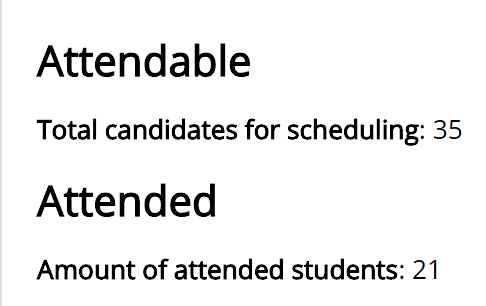 Attendable
Total candidates for scheduling: 35
Attended
Amount of attended students: 21